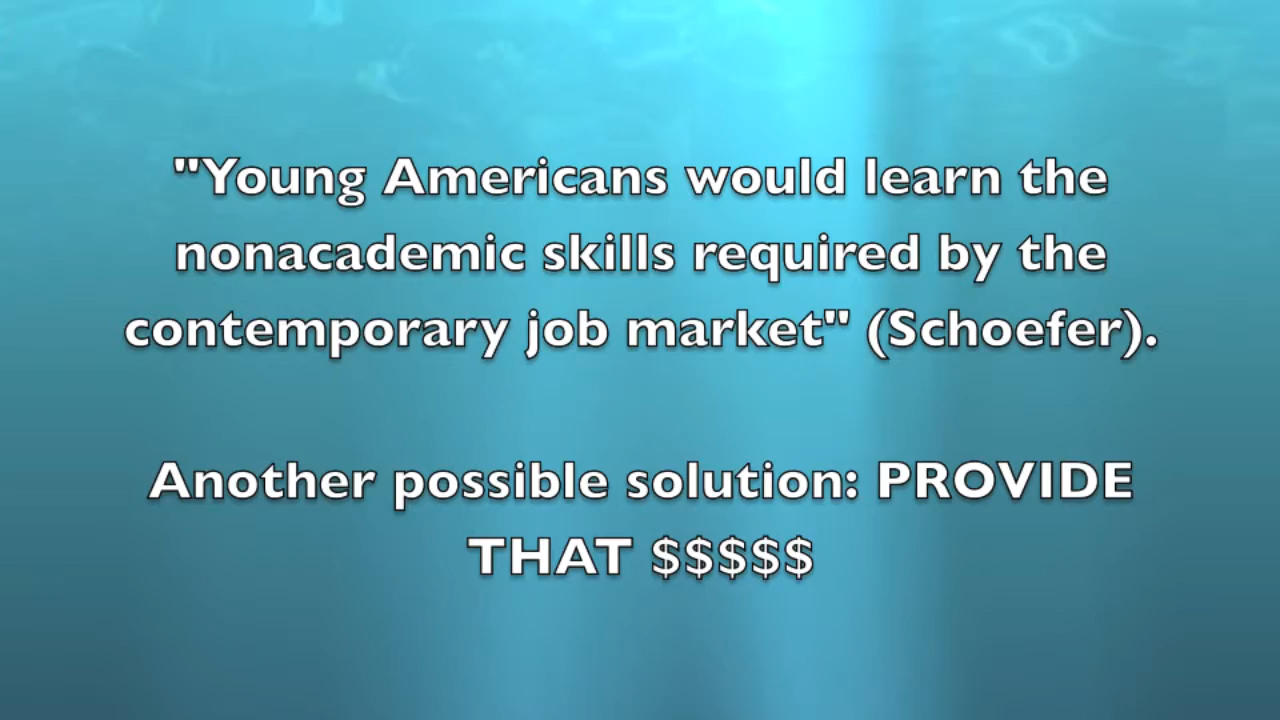 "Young Americans would learn the
nonacademic skills required by the
contemporary job market" (Schoefer).
Another possible solution: PROVIDE
THAT $$$$$